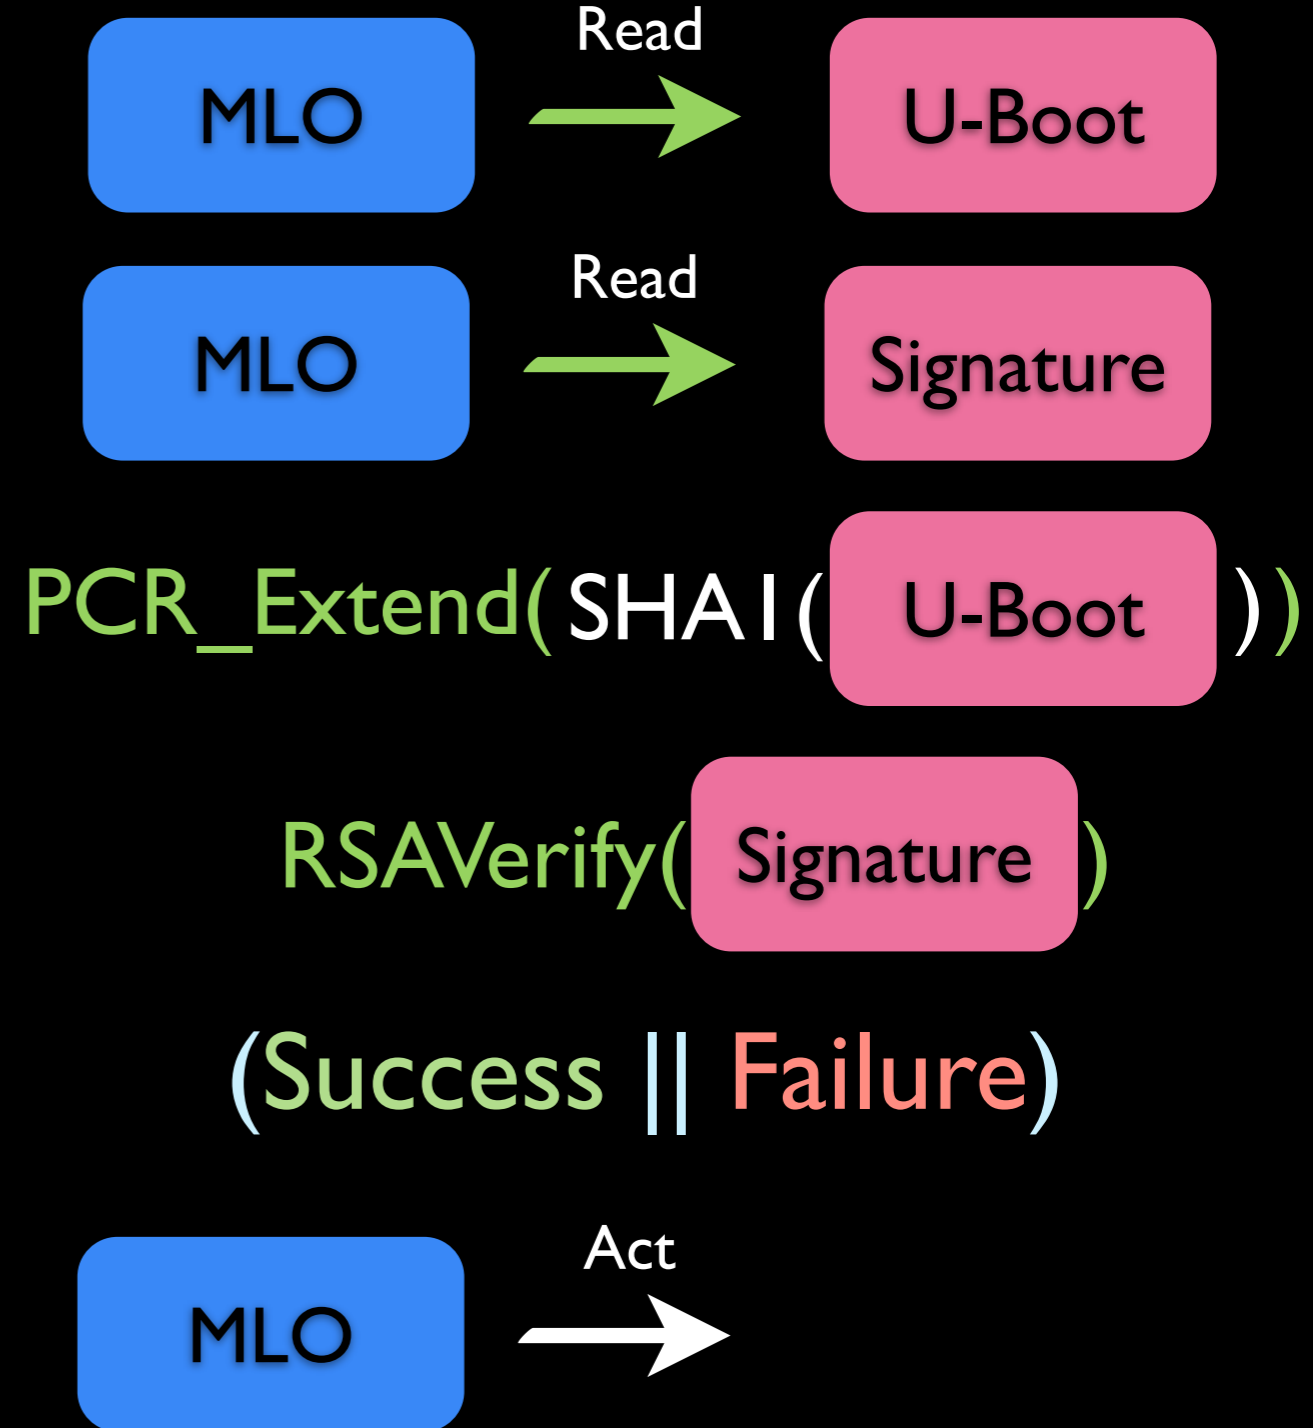 Read
MLO U-Boot
Read
MLO Signature
PCR_Extend(SHA1(U-Boot))
RSAVerify(Signature)
(Success || Failure)
Act
MLO